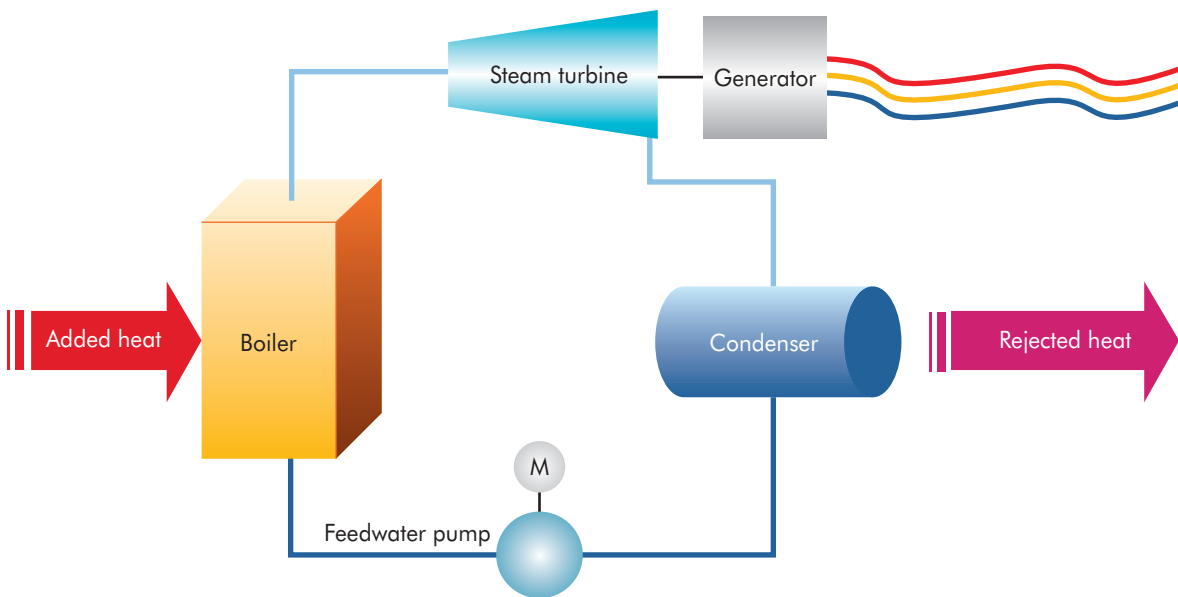 Steam turbine
Generator
Added heat
Boiler
Condenser
Rejected heat
M
Feedwater pump